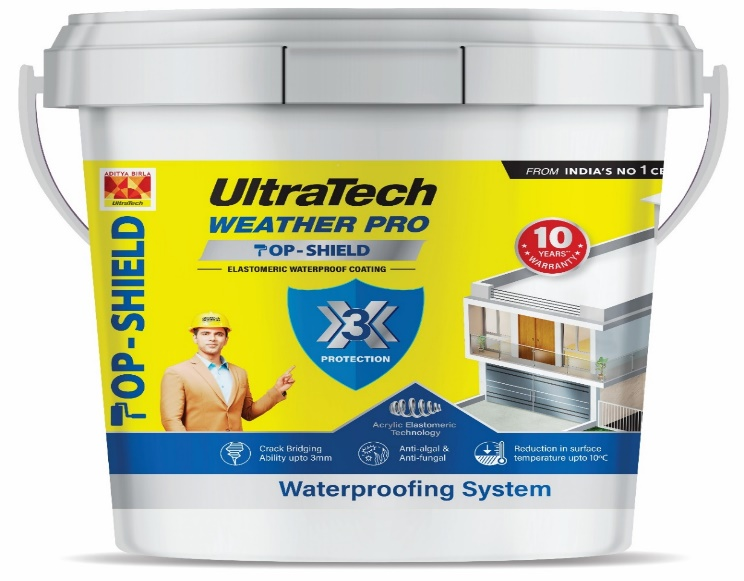 ADITYA BIRLA
UltraTech
TOP-SHIELD
FROM INDIA'S NO 1 CE
UltraTech
WEATHER PRO
TOP-SHIELD
ELASTOMERIC WATERPROOF COATING
10
YEARS**
WARRANTY
X3X
PROTECTION
Acrylic Elastomeric
Technology
Crack Bridging
Ability upto 3mm
Anti-algal &
Anti-fungal
Reduction in surface
temperature upto 10°C
Waterproofing System